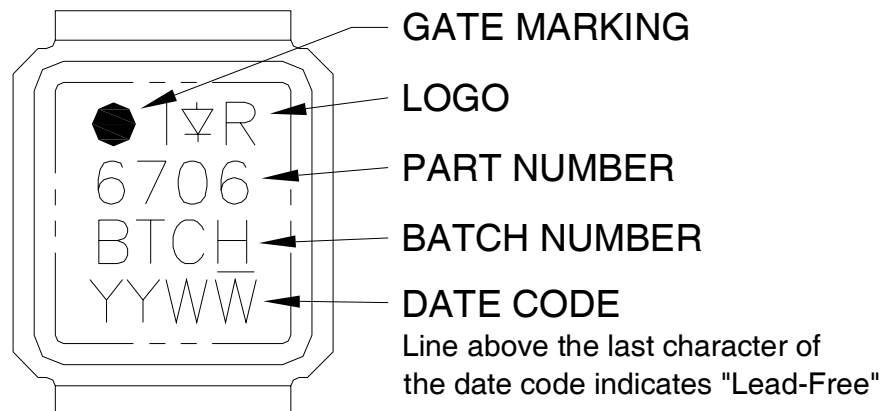 GATE MARKING
I R
LOGO
6706
PART NUMBER
BTCH
BATCH NUMBER
YYWW̅
DATE CODE
Line above the last character of
the date code indicates "Lead-Free"